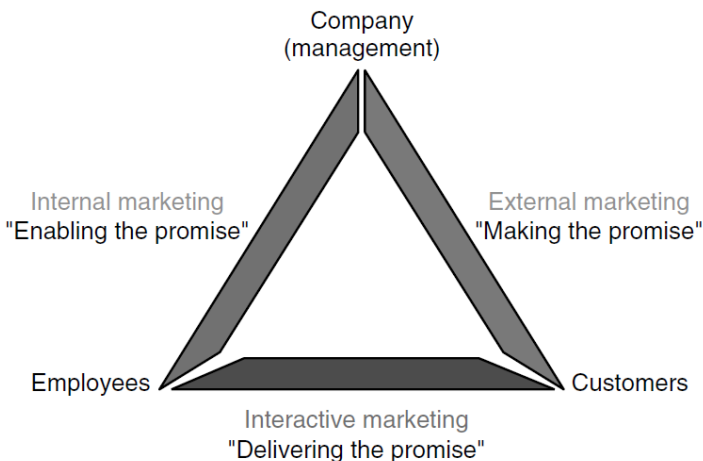 Company
(management)
Internal marketing
"Enabling the promise"
External marketing
"Making the promise"
Employees
Customers
Interactive marketing
"Delivering the promise"